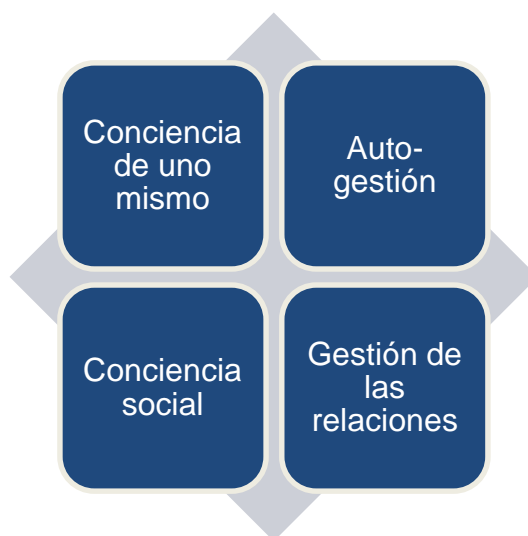 Conciencia
de uno
mismo
Auto-
gestión
Conciencia
social
Gestión de
las
relaciones